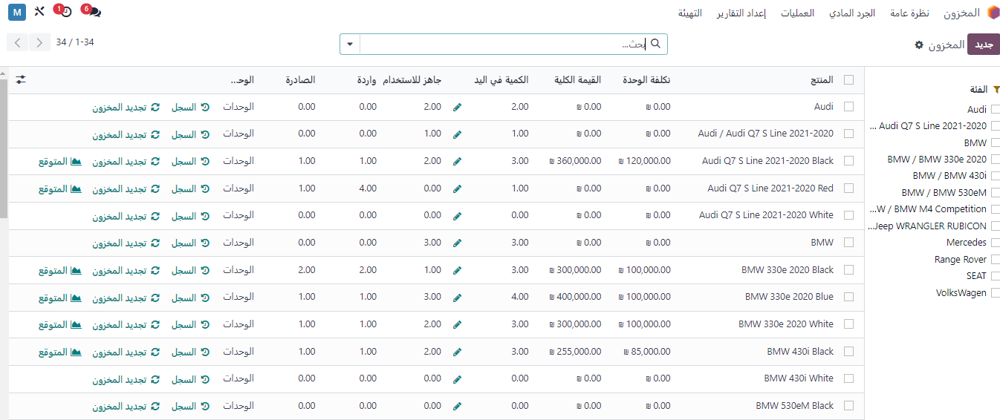 المخزون نظرة عامة الجرد المادي العمليات إعداد التقارير التهيئة 6 1 M
جديد المخزون بحث... 1-34 / 34
الفئة
Audi
Audi Q7 S Line 2021-2020 ...
BMW
BMW / BMW 330e 2020
BMW / BMW 430i
BMW / BMW 530eM
...W / BMW M4 Competition
...Jeep WRANGLER RUBICON
Mercedes
Range Rover
SEAT
VolksWagen
المنتج تكلفة الوحدة القيمة الكلية الكمية في اليد جاهز للاستخدام واردة الصادرة الوحـ...
Audi 0.00 ₪ 0.00 ₪ 2.00 2.00 0.00 0.00 الوحدات السجل تجديد المخزون
Audi / Audi Q7 S Line 2021-2020 0.00 ₪ 0.00 ₪ 1.00 1.00 0.00 0.00 الوحدات السجل تجديد المخزون
Audi Q7 S Line 2021-2020 Black 120,000.00 ₪ 360,000.00 ₪ 3.00 2.00 1.00 1.00 الوحدات السجل تجديد المخزون المتوقع
Audi Q7 S Line 2021-2020 Red 0.00 ₪ 0.00 ₪ 1.00 0.00 4.00 1.00 الوحدات السجل تجديد المخزون المتوقع
Audi Q7 S Line 2021-2020 White 0.00 ₪ 0.00 ₪ 0.00 0.00 0.00 0.00 الوحدات السجل تجديد المخزون
BMW 0.00 ₪ 0.00 ₪ 3.00 3.00 0.00 0.00 الوحدات السجل تجديد المخزون
BMW 330e 2020 Black 100,000.00 ₪ 300,000.00 ₪ 3.00 1.00 2.00 2.00 الوحدات السجل تجديد المخزون المتوقع
BMW 330e 2020 Blue 100,000.00 ₪ 400,000.00 ₪ 4.00 3.00 1.00 1.00 الوحدات السجل تجديد المخزون المتوقع
BMW 330e 2020 White 100,000.00 ₪ 300,000.00 ₪ 3.00 2.00 1.00 1.00 الوحدات السجل تجديد المخزون المتوقع
BMW 430i Black 85,000.00 ₪ 255,000.00 ₪ 3.00 2.00 1.00 1.00 الوحدات السجل تجديد المخزون المتوقع
BMW 430i White 0.00 ₪ 0.00 ₪ 0.00 0.00 0.00 0.00 الوحدات السجل تجديد المخزون
BMW 530eM Black 0.00 ₪ 0.00 ₪ 0.00 0.00 0.00 0.00 الوحدات السجل تجديد المخزون